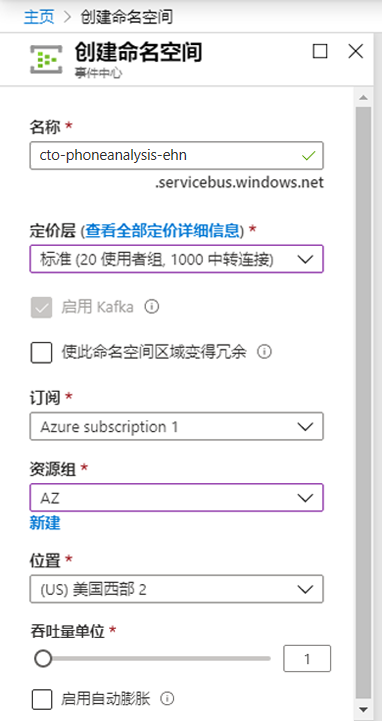 主页 > 创建命名空间
创建命名空间
事件中心
名称 *
cto-phoneanalysis-ehn
.servicebus.windows.net
定价层 (查看全部定价详细信息) *
标准 (20 使用者组, 1000 中转连接)
启用 Kafka
使此命名空间区域变得冗余
订阅 *
Azure subscription 1
资源组 *
AZ
新建
位置 *
(US) 美国西部 2
吞吐量单位 *
1
启用自动膨胀